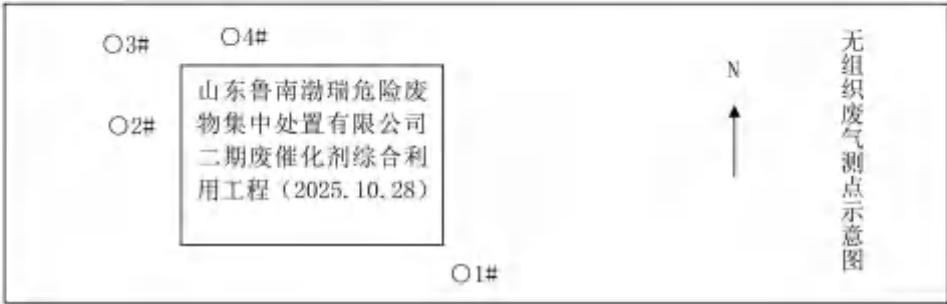 ○3#
○4#
○2#
山东鲁南渤瑞危险废
物集中处置有限公司
二期废催化剂综合利
用工程（2025.10.28）
○1#
N
无组织废气测点示意图